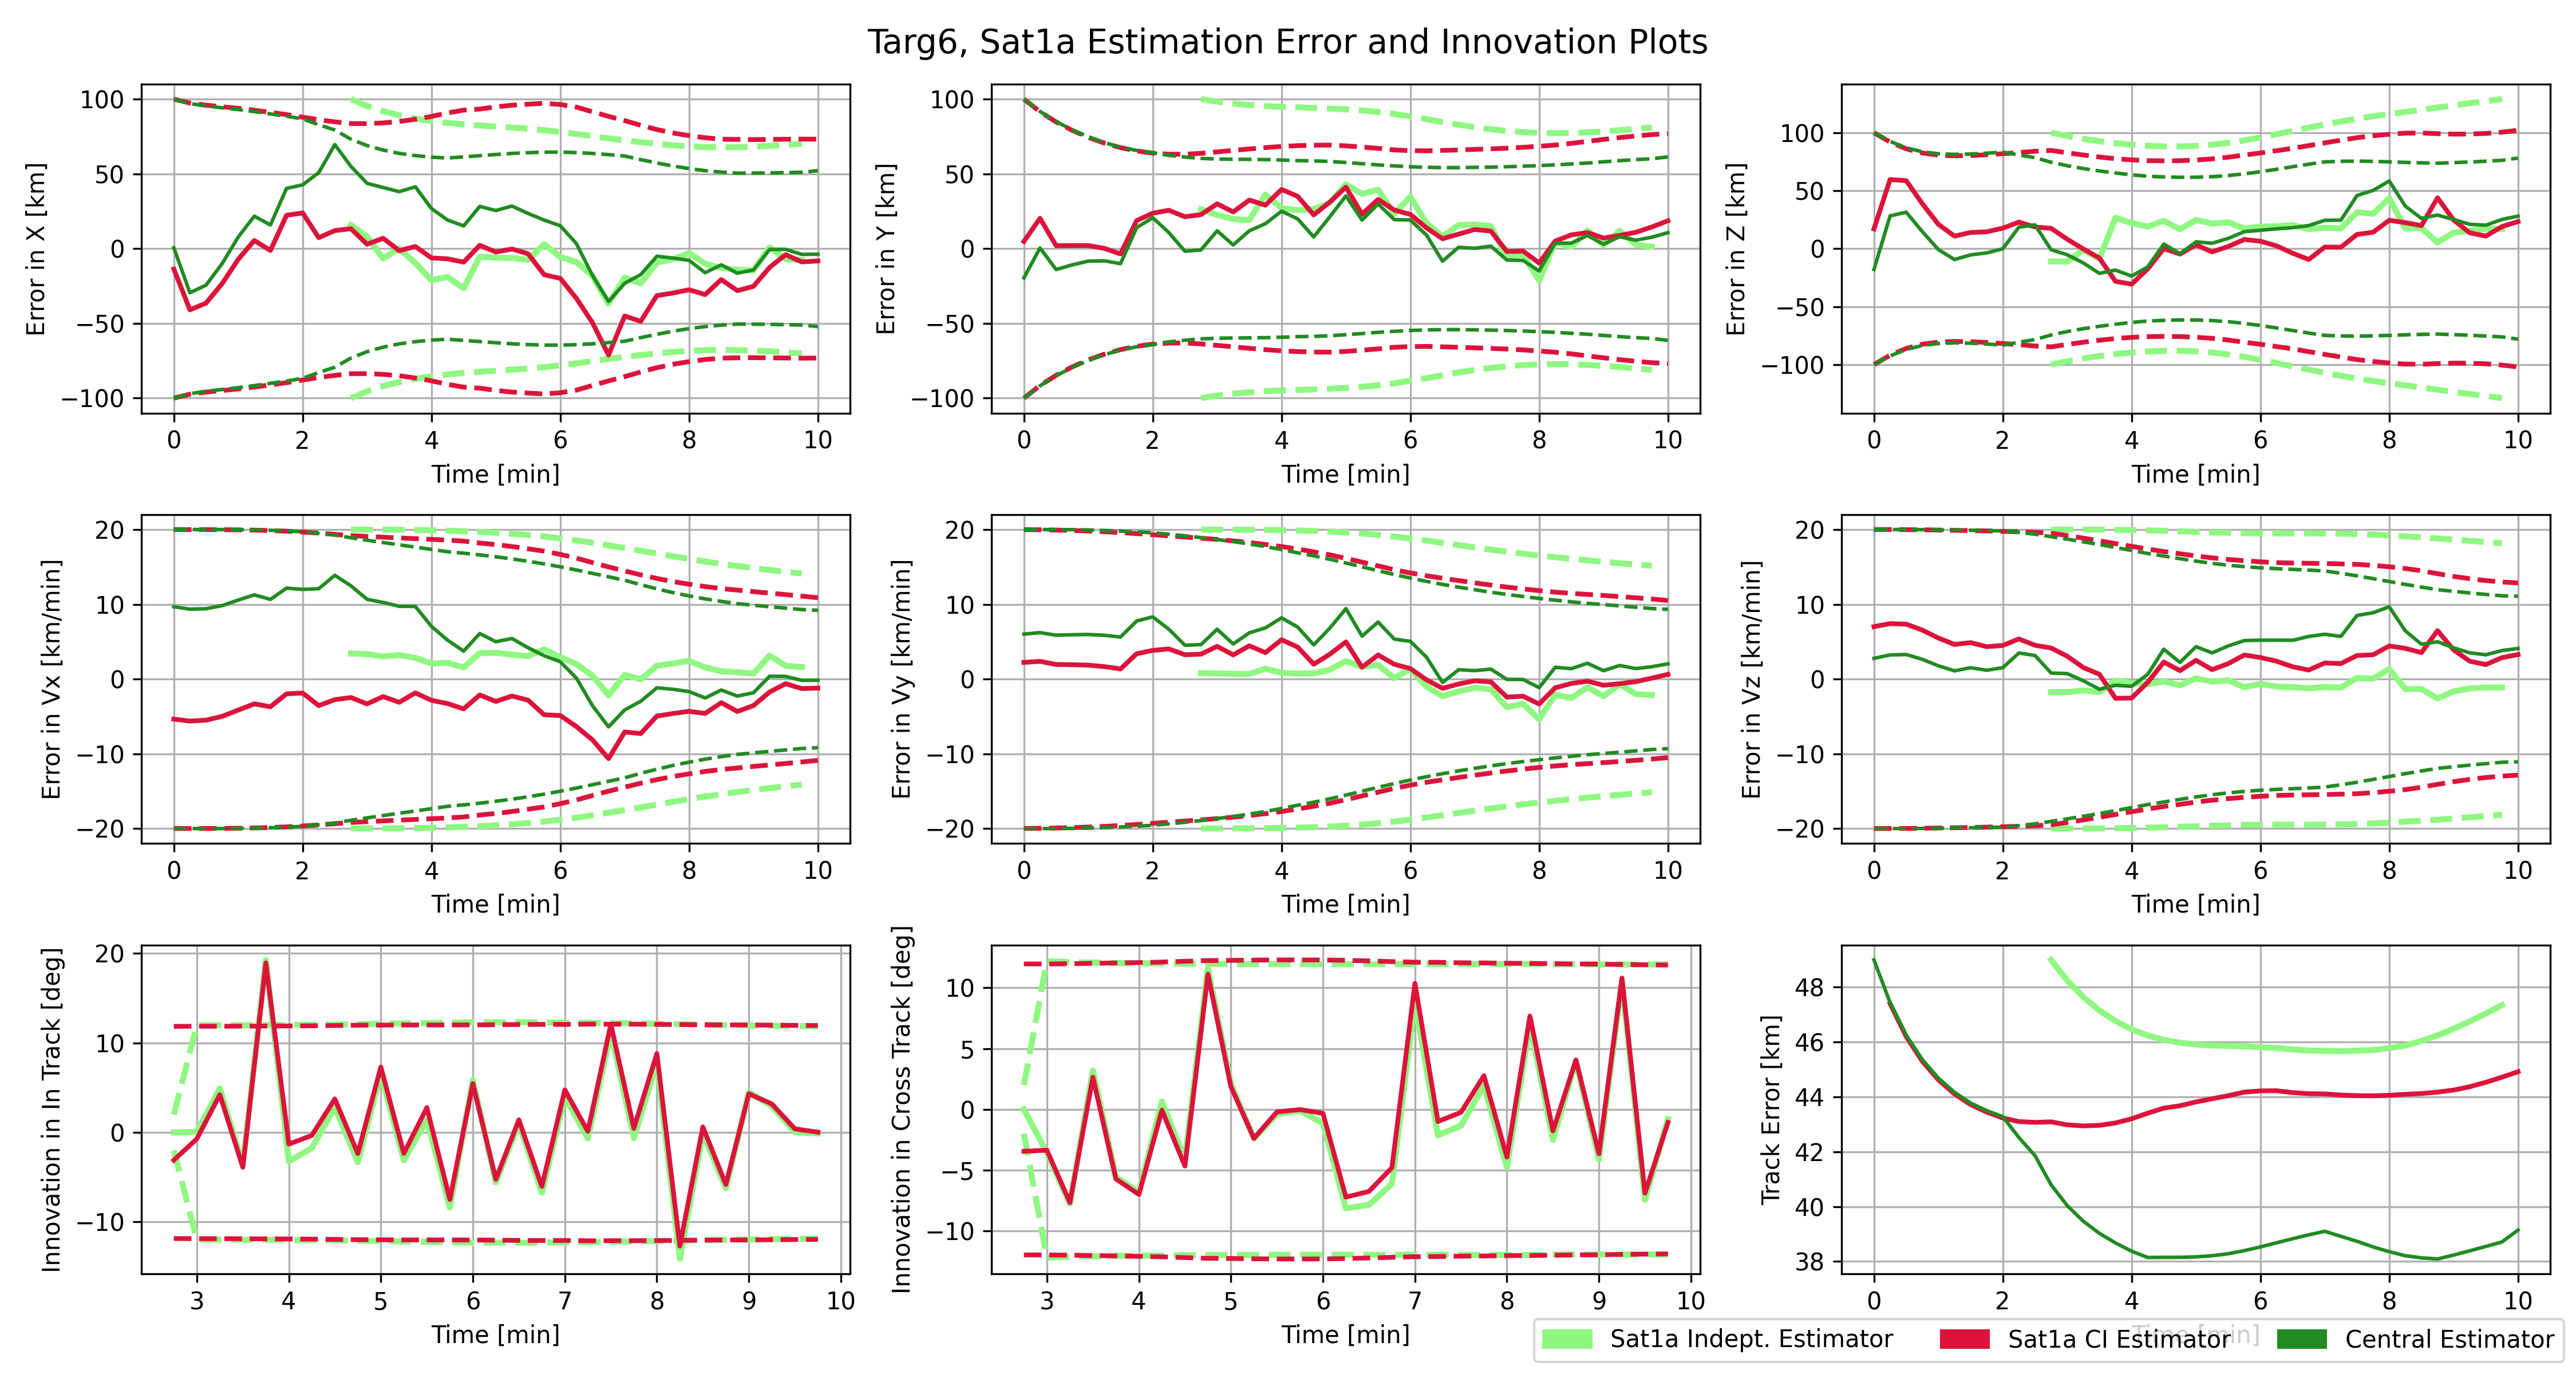 Targ6, Sat1a Estimation Error and Innovation Plots
Error in X [km]
100
50
0
−50
−100
0 2 4 6 8 10
Time [min]
Error in Y [km]
100
50
0
−50
−100
0 2 4 6 8 10
Time [min]
Error in Z [km]
100
50
0
−50
−100
0 2 4 6 8 10
Time [min]
Error in Vx [km/min]
20
10
0
−10
−20
0 2 4 6 8 10
Time [min]
Error in Vy [km/min]
20
10
0
−10
−20
0 2 4 6 8 10
Time [min]
Error in Vz [km/min]
20
10
0
−10
−20
0 2 4 6 8 10
Time [min]
Innovation in In Track [deg]
20
10
0
−10
3 4 5 6 7 8 9 10
Time [min]
Innovation in Cross Track [deg]
10
5
0
−5
−10
3 4 5 6 7 8 9 10
Time [min]
Track Error [km]
48
46
44
42
40
38
0 2 4 6 8 10
Time [min]
Sat1a Indept. Estimator Sat1a CI Estimator Central Estimator